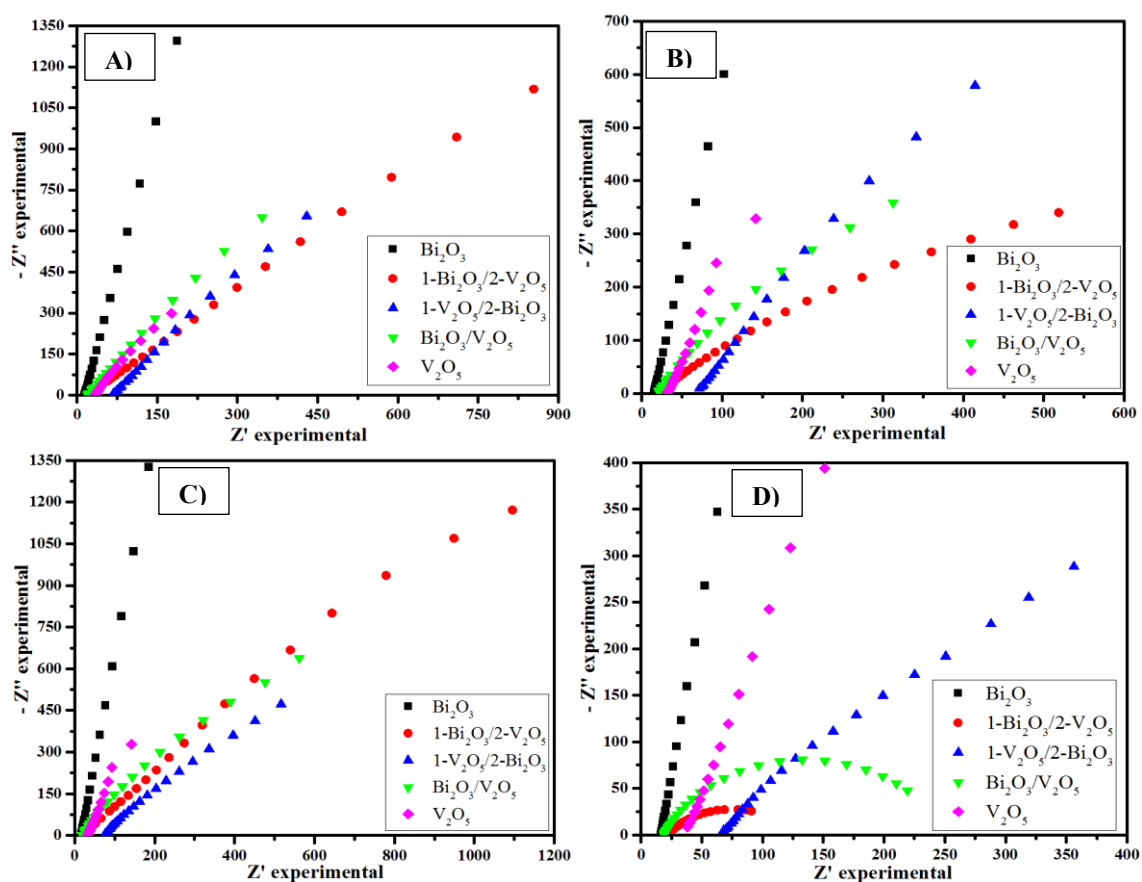 A)
- Z'' experimental
1350
1200
1050
900
750
600
450
300
150
0
Bi₂O₃
1-Bi₂O₃/2-V₂O₅
1-V₂O₅/2-Bi₂O₃
Bi₂O₃/V₂O₅
V₂O₅
0 150 300 450 600 750 900
Z' experimental
B)
- Z'' experimental
700
600
500
400
300
200
100
0
Bi₂O₃
1-Bi₂O₃/2-V₂O₅
1-V₂O₅/2-Bi₂O₃
Bi₂O₃/V₂O₅
V₂O₅
0 100 200 300 400 500 600
Z' experimental
C)
- Z'' experimental
1350
1200
1050
900
750
600
450
300
150
0
Bi₂O₃
1-Bi₂O₃/2-V₂O₅
1-V₂O₅/2-Bi₂O₃
Bi₂O₃/V₂O₅
V₂O₅
0 200 400 600 800 1000 1200
Z' experimental
D)
- Z'' experimental
400
350
300
250
200
150
100
50
0
Bi₂O₃
1-Bi₂O₃/2-V₂O₅
1-V₂O₅/2-Bi₂O₃
Bi₂O₃/V₂O₅
V₂O₅
0 50 100 150 200 250 300 350 400
Z' experimental